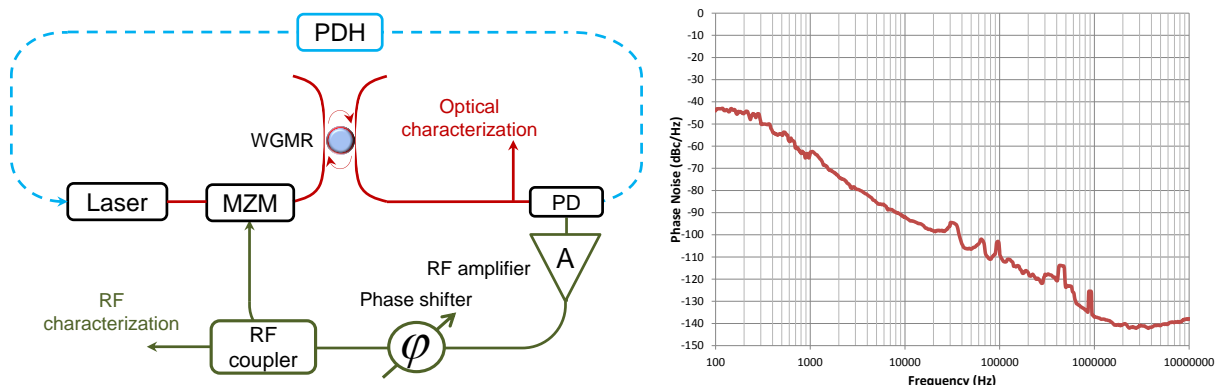 PDH
WGMR
Optical
characterization
Laser
MZM
PD
A
RF amplifier
Phase shifter
φ
RF
characterization
RF
coupler
Phase Noise (dBc/Hz)
0
-10
-20
-30
-40
-50
-60
-70
-80
-90
-100
-110
-120
-130
-140
-150
100
1000
10000
100000
1000000
10000000
Frequency (Hz)